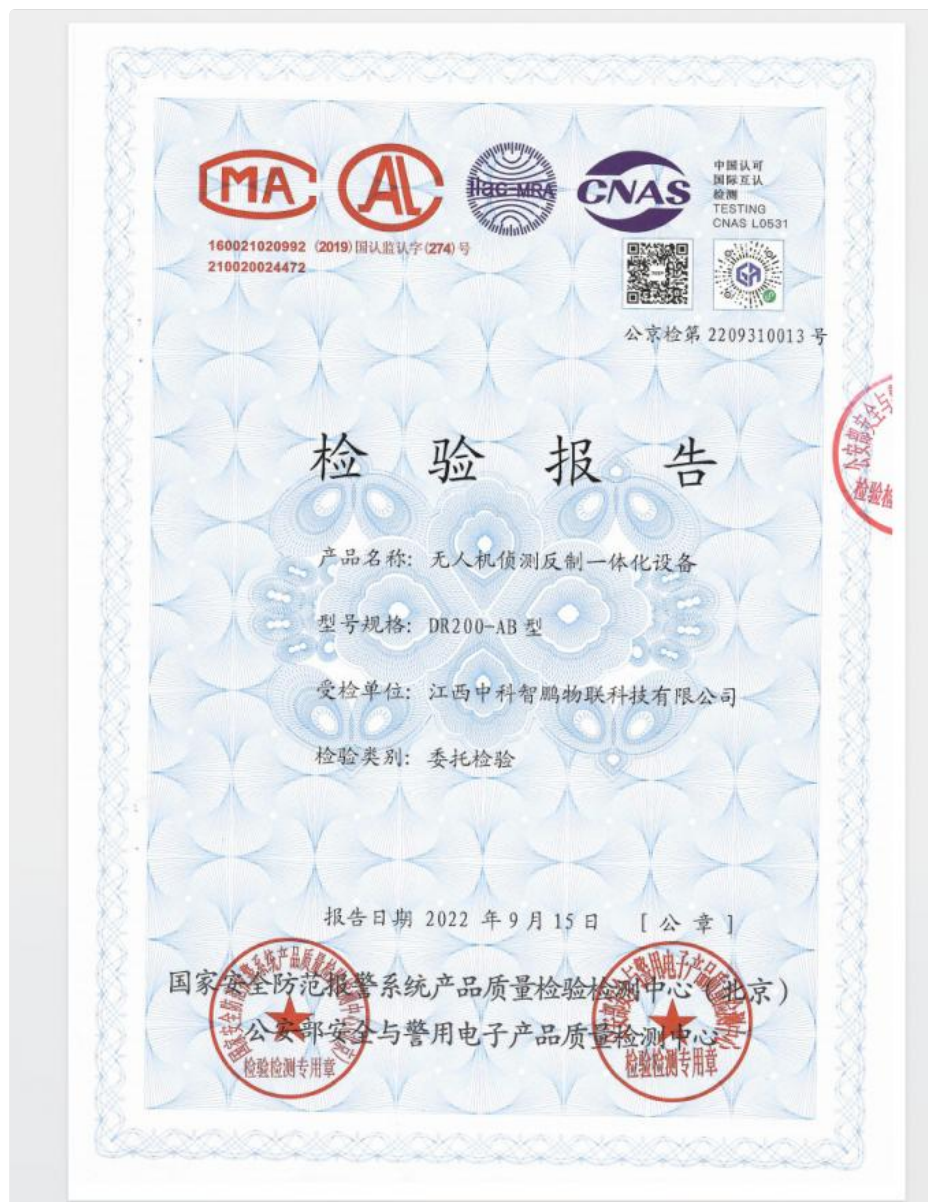 MA
AL
ilac-MRA
CNAS
中国认可
国际互认
检测
TESTING
CNAS L0531
160021020992 (2019)国认监认字(274)号
210020024472
公京检第 2209310013 号
检验报告
产品名称: 无人机侦测反制一体化设备
型号规格: DR200-AB 型
受检单位: 江西中科智鹏物联科技有限公司
检验类别: 委托检验
报告日期 2022 年 9 月 15 日 [公章]
国家安全防范报警系统产品质量检验检测中心(北京)
公安部安全与警用电子产品质量检测中心
检验检测专用章
检验检测专用章